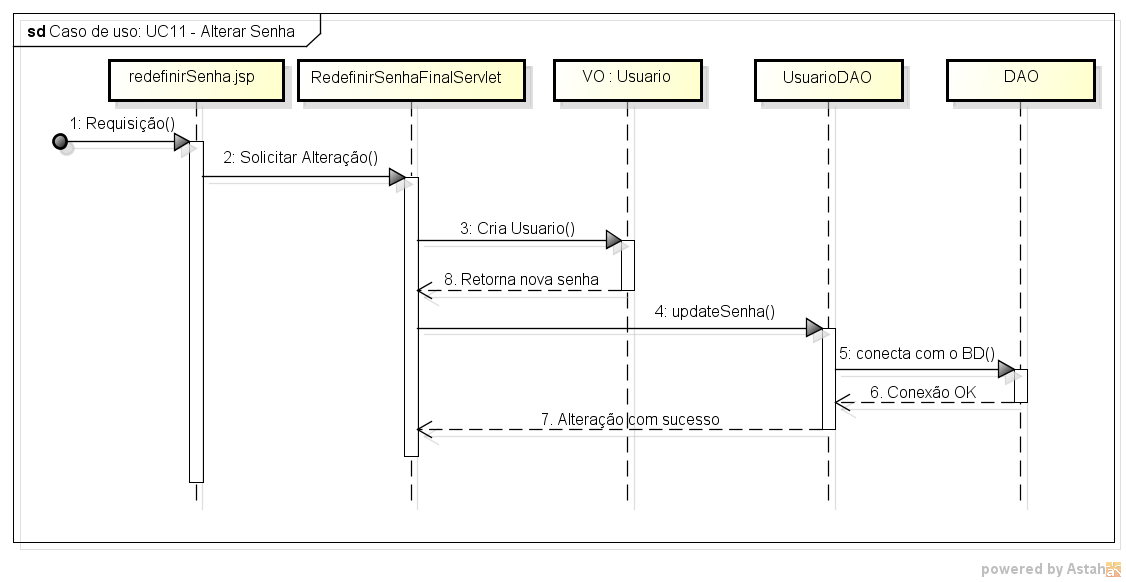 sd Caso de uso: UC11 - Alterar Senha
redefinirSenha.jsp
RedefinirSenhaFinalServlet
VO : Usuario
UsuarioDAO
DAO
1: Requisição()
2: Solicitar Alteração()
3: Cria Usuario()
8. Retorna nova senha
4: updateSenha()
5: conecta com o BD()
6. Conexão OK
7. Alteração com sucesso
powered by Astah